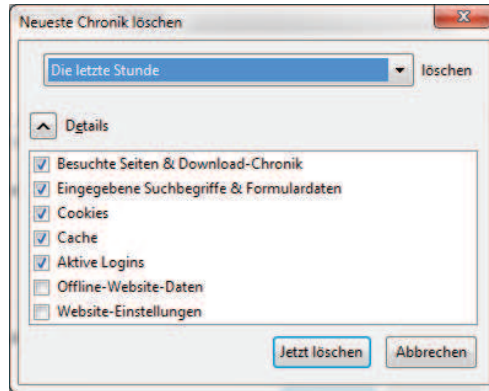 Neueste Chronik löschen
Die letzte Stunde löschen
Details
Besuchte Seiten & Download-Chronik
Eingegebene Suchbegriffe & Formulardaten
Cookies
Cache
Aktive Logins
Offline-Website-Daten
Website-Einstellungen
Jetzt löschen Abbrechen